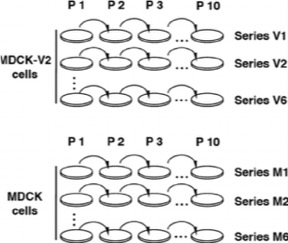 P 1 P 2 P 3 P 10
Series V1
MDCK-V2
cells
Series V2
...
Series V6
P 1 P 2 P 3 P 10
Series M1
MDCK
cells
Series M2
...
Series M6